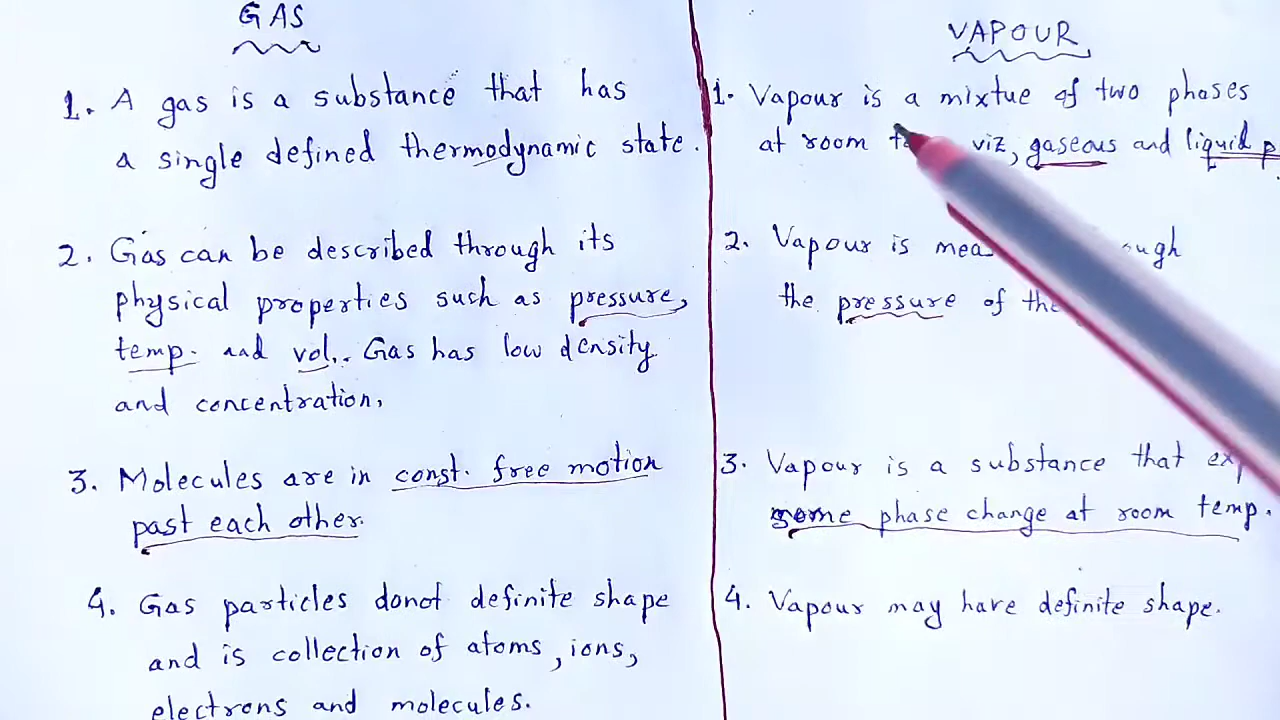 GAS
1. A gas is a substance that has
a single defined thermodynamic state.
2. Gas can be described through its
physical properties such as pressure,
temp. and vol.. Gas has low density
and concentration,
3. Molecules are in const. free motion
past each other.
4. Gas particles donot definite shape
and is collection of atoms, ions,
electrons and molecules.
VAPOUR
1. Vapour is a mixtue of two phases
at room viz, gaseous and liquid p
2. Vapour is
the pressure of
3. Vapour is a substance that
some phase change at room temp.
4. Vapour may have definite shape.